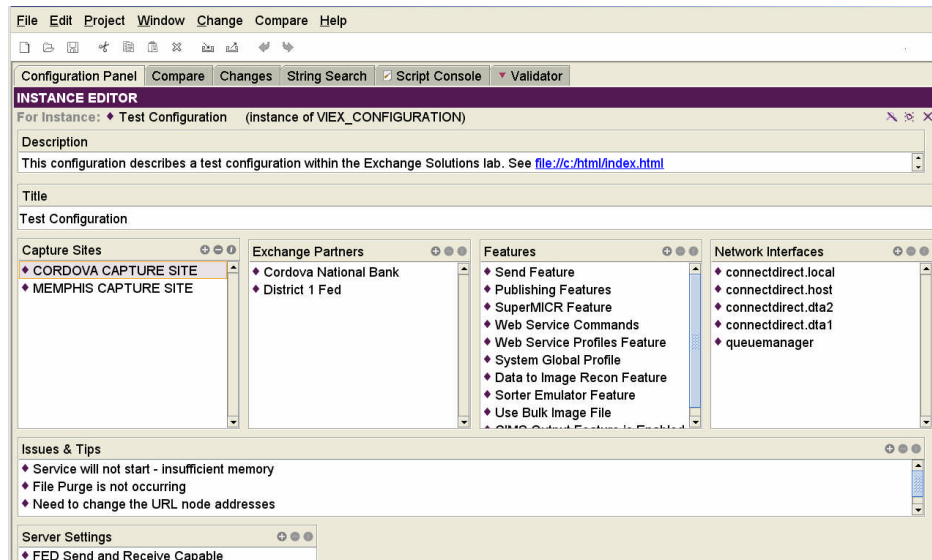 File Edit Project Window Change Compare Help
Configuration Panel Compare Changes String Search Script Console Validator
INSTANCE EDITOR
For Instance: Test Configuration (instance of VIEX_CONFIGURATION)
Description
This configuration describes a test configuration within the Exchange Solutions lab. See file://c:/html/index.html
Title
Test Configuration
Capture Sites
CORDOVA CAPTURE SITE
MEMPHIS CAPTURE SITE
Exchange Partners
Cordova National Bank
District 1 Fed
Features
Send Feature
Publishing Features
SuperMICR Feature
Web Service Commands
Web Service Profiles Feature
System Global Profile
Data to Image Recon Feature
Sorter Emulator Feature
Use Bulk Image File
CIMS Output Feature is Enabled
Network Interfaces
connectdirect.local
connectdirect.host
connectdirect.dta2
connectdirect.dta1
queuemanager
Issues & Tips
Service will not start - insufficient memory
File Purge is not occurring
Need to change the URL node addresses
Server Settings
FED Send and Receive Capable